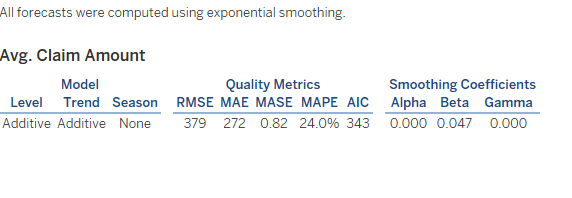 All forecasts were computed using exponential smoothing.
Avg. Claim Amount
Model Quality Metrics Smoothing Coefficients
Level Trend Season RMSE MAE MASE MAPE AIC Alpha Beta Gamma
Additive Additive None 379 272 0.82 24.0% 343 0.000 0.047 0.000